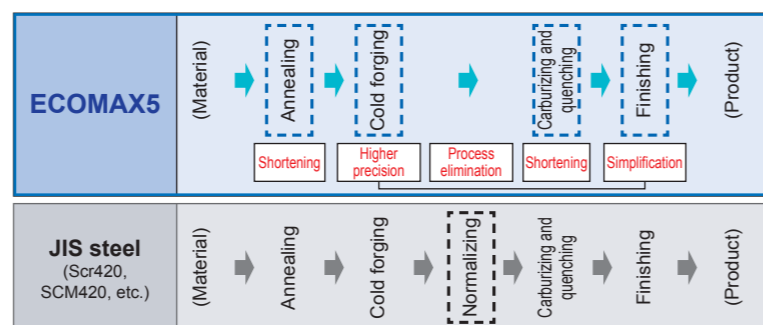 ECOMAX5
(Material)
Annealing
Cold forging
Carburizing and
quenching
Finishing
(Product)
Shortening
Higher
precision
Process
elimination
Shortening
Simplification
JIS steel
(Scr420,
SCM420, etc.)
(Material)
Annealing
Cold forging
Normalizing
Carburizing and
quenching
Finishing
(Product)